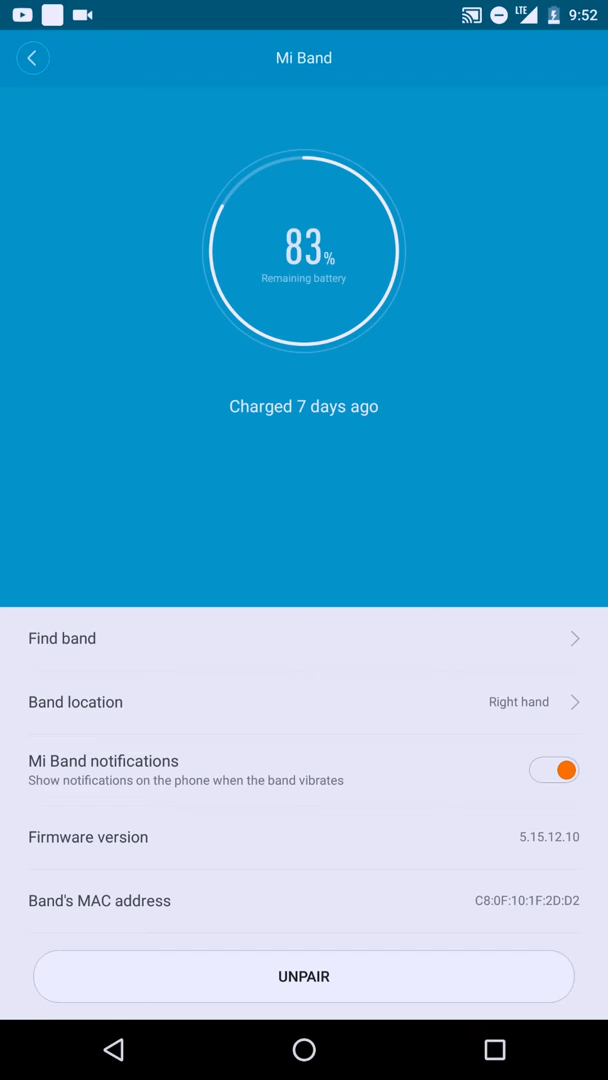 LTE 9:52
Mi Band
83%
Remaining battery
Charged 7 days ago
Find band
Band location Right hand
Mi Band notifications
Show notifications on the phone when the band vibrates
Firmware version 5.15.12.10
Band's MAC address C8:0F:10:1F:2D:D2
UNPAIR